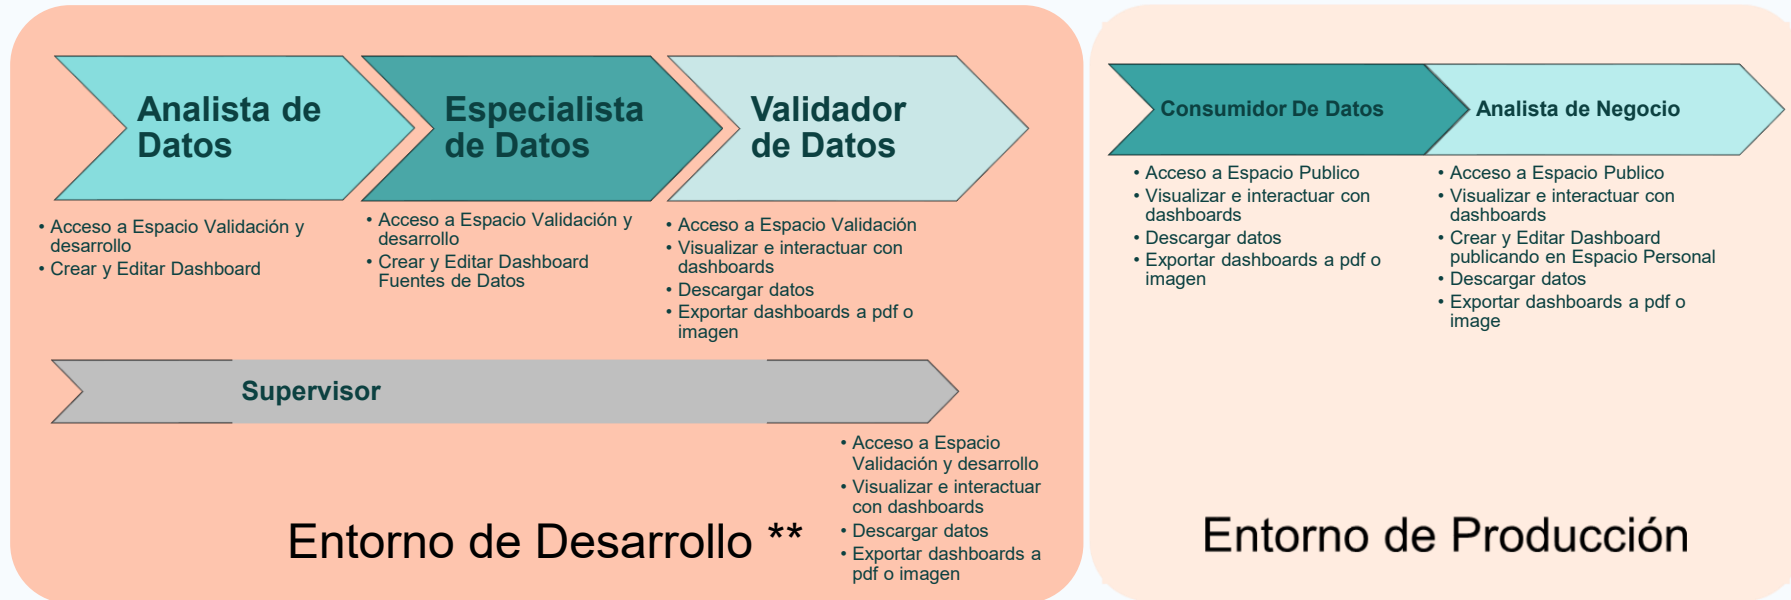 Analista de
Datos
• Acceso a Espacio Validación y
desarrollo
• Crear y Editar Dashboard
Especialista
de Datos
• Acceso a Espacio Validación y
desarrollo
• Crear y Editar Dashboard
Fuentes de Datos
Validador
de Datos
• Acceso a Espacio Validación
• Visualizar e interactuar con
dashboards
• Descargar datos
• Exportar dashboards a pdf o
imagen
Supervisor
• Acceso a Espacio
Validación y desarrollo
• Visualizar e interactuar
con dashboards
• Descargar datos
• Exportar dashboards a
pdf o imagen
Entorno de Desarrollo **
Consumidor De Datos
• Acceso a Espacio Publico
• Visualizar e interactuar con
dashboards
• Descargar datos
• Exportar dashboards a pdf o
imagen
Analista de Negocio
• Acceso a Espacio Publico
• Visualizar e interactuar con
dashboards
• Crear y Editar Dashboard
publicando en Espacio Personal
• Descargar datos
• Exportar dashboards a pdf o
image
Entorno de Producción